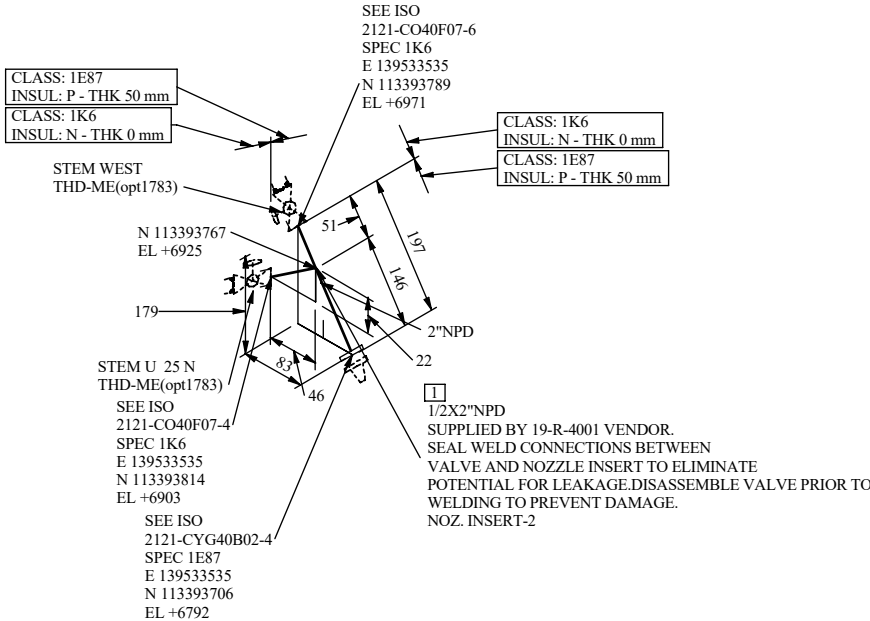 SEE ISO
2121-CO40F07-6
SPEC 1K6
E 139533535
N 113393789
EL +6971
CLASS: 1E87
INSUL: P - THK 50 mm
CLASS: 1K6
INSUL: N - THK 0 mm
CLASS: 1K6
INSUL: N - THK 0 mm
CLASS: 1E87
INSUL: P - THK 50 mm
STEM WEST
THD-ME(opt1783)
51
197
N 113393767
EL +6925
146
179
2"NPD
22
83
46
STEM U 25 N
THD-ME(opt1783)
SEE ISO
2121-CO40F07-4
SPEC 1K6
E 139533535
N 113393814
EL +6903
1
1/2X2"NPD
SUPPLIED BY 19-R-4001 VENDOR.
SEAL WELD CONNECTIONS BETWEEN
VALVE AND NOZZLE INSERT TO ELIMINATE
POTENTIAL FOR LEAKAGE.DISASSEMBLE VALVE PRIOR TO
WELDING TO PREVENT DAMAGE.
NOZ. INSERT-2
SEE ISO
2121-CYG40B02-4
SPEC 1E87
E 139533535
N 113393706
EL +6792